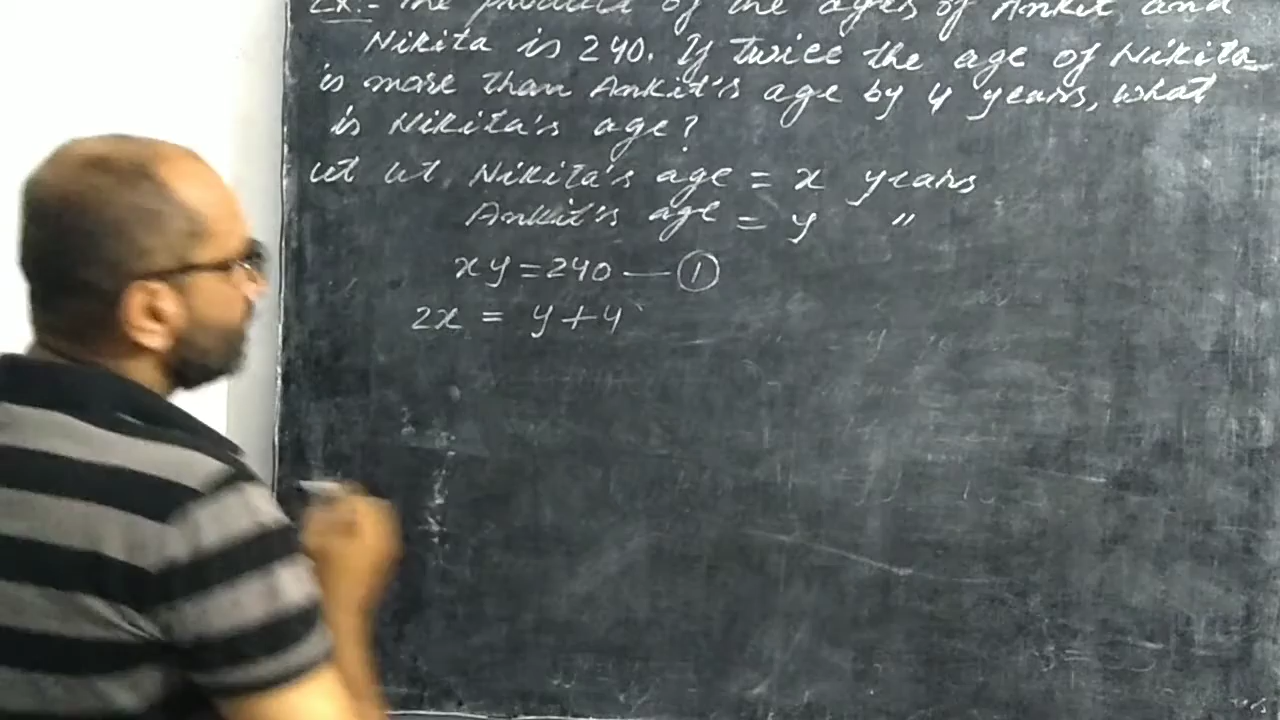 Ex:- The product of the ages of Ankit and
Nikita is 240. If twice the age of Nikita
is more than Ankit's age by 4 years, what
is Nikita's age?
Nikita's age = x years
Ankit's age = y "
xy = 240 — ①
2x = y + 4